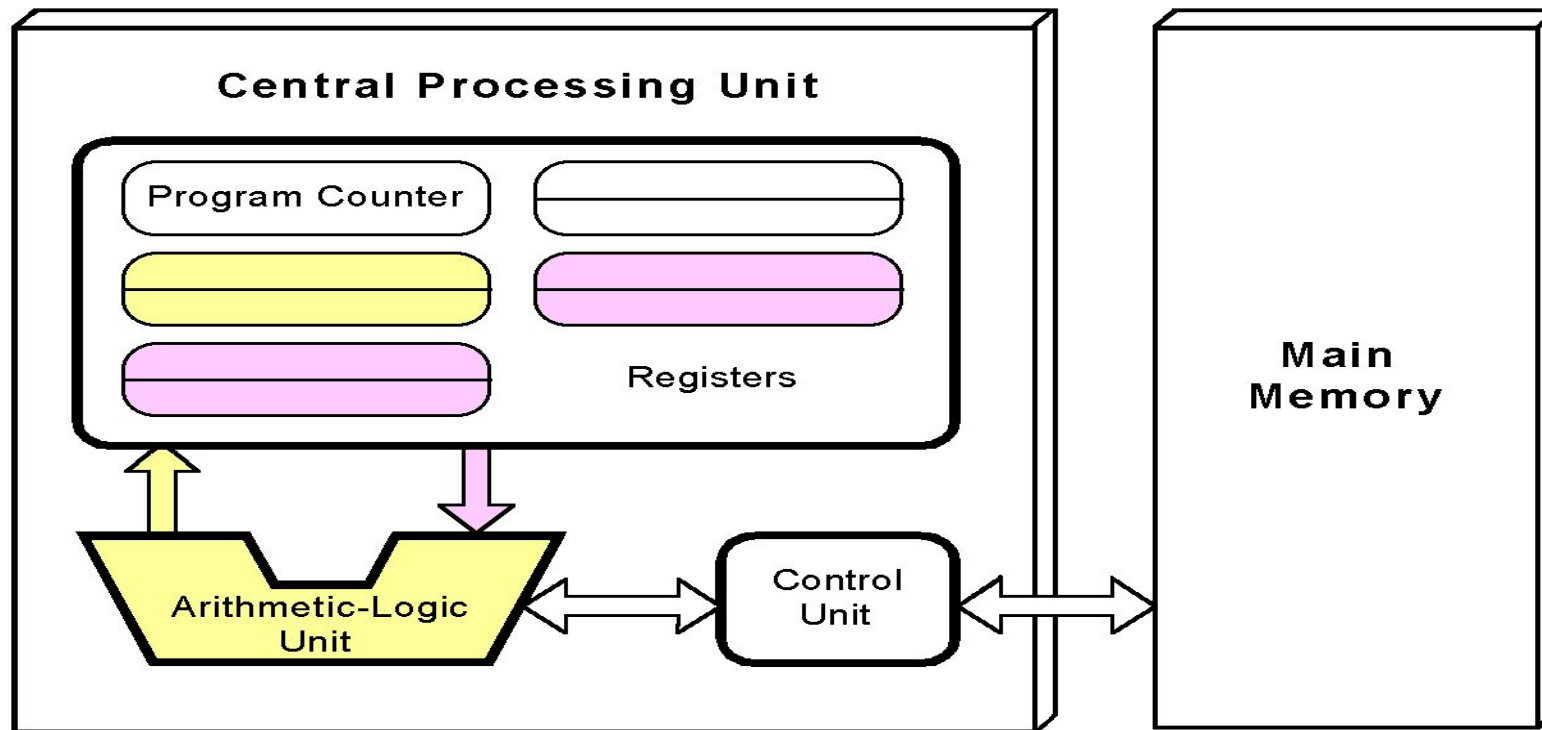 Central Processing Unit
Program Counter
Registers
Arithmetic-Logic
Unit
Control
Unit
Main
Memory